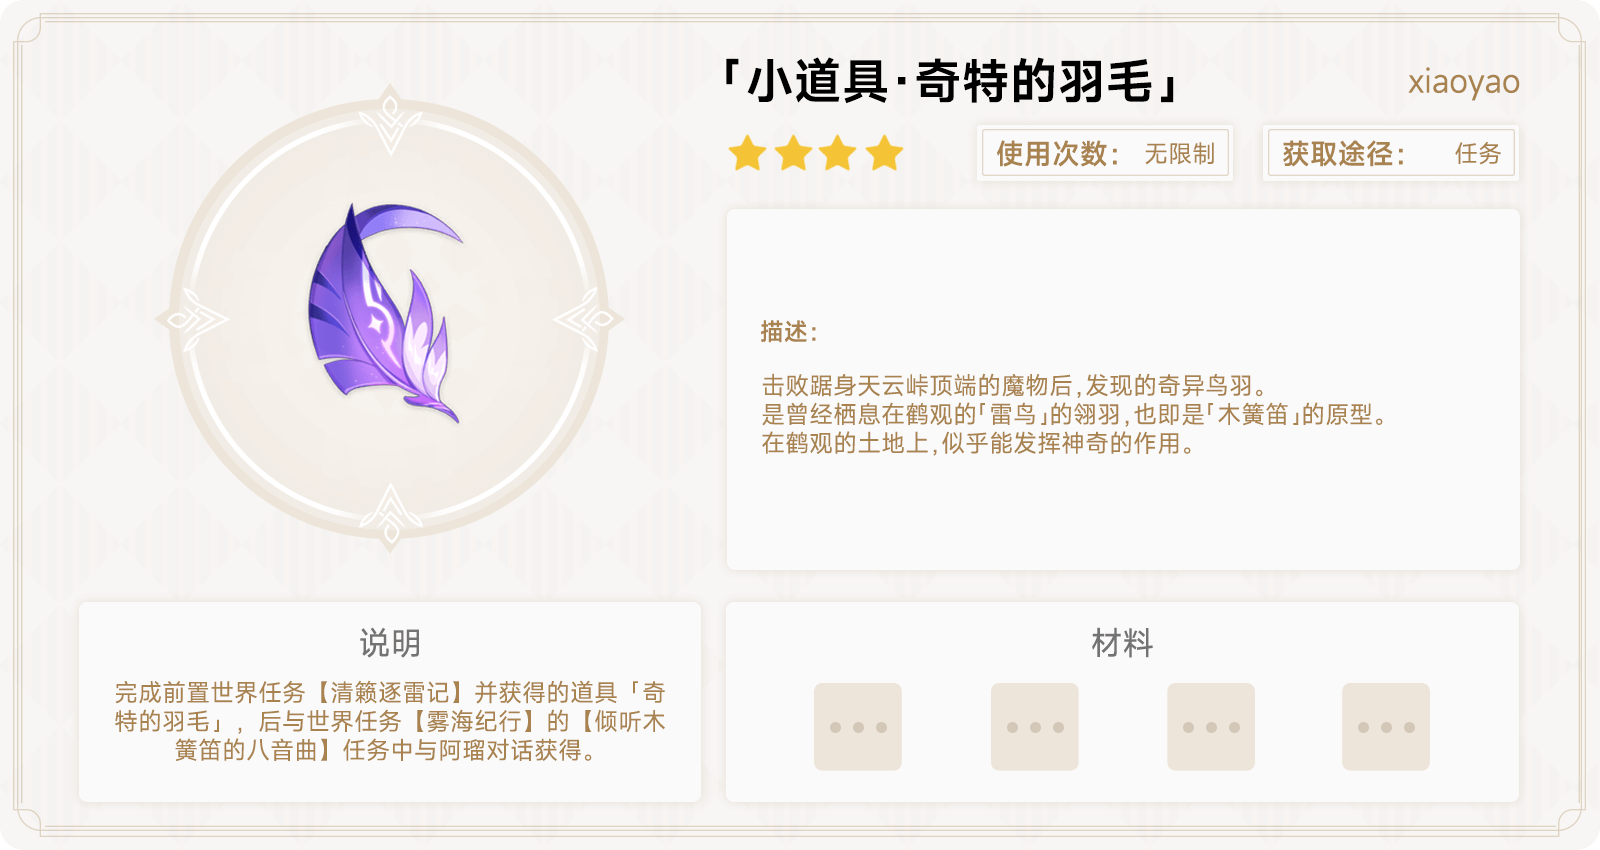 「小道具·奇特的羽毛」
xiaoyao
使用次数： 无限制
获取途径： 任务
描述：
击败踞身天云峠顶端的魔物后,发现的奇异鸟羽。
是曾经栖息在鹤观的「雷鸟」的翎羽,也即是「木簧笛」的原型。
在鹤观的土地上,似乎能发挥神奇的作用。
说明
完成前置世界任务【清籁逐雷记】并获得的道具「奇
特的羽毛」，后与世界任务【雾海纪行】的【倾听木
簧笛的八音曲】任务中与阿瑠对话获得。
材料